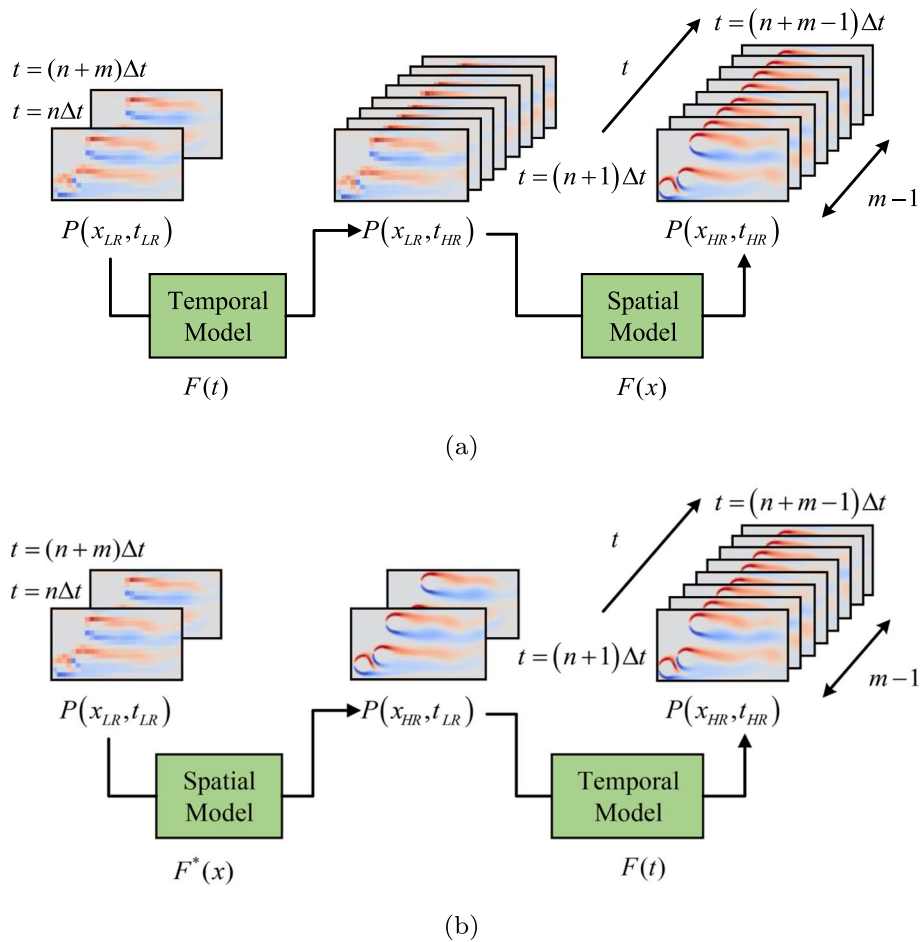 t = (n + m)Δt
t = nΔt
P(x_LR, t_LR)
Temporal
Model
F(t)
P(x_LR, t_HR)
t
t = (n + m − 1)Δt
t = (n + 1)Δt
m − 1
P(x_HR, t_HR)
Spatial
Model
F(x)
(a)
t = (n + m)Δt
t = nΔt
P(x_LR, t_LR)
Spatial
Model
F*(x)
P(x_HR, t_LR)
t
t = (n + m − 1)Δt
t = (n + 1)Δt
m − 1
P(x_HR, t_HR)
Temporal
Model
F(t)
(b)